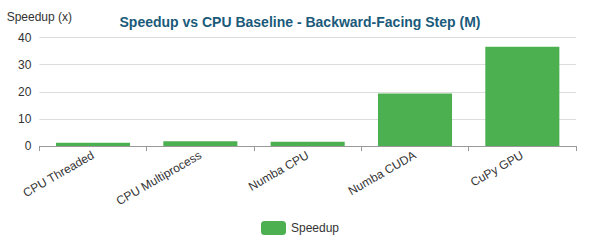 Speedup (x)
Speedup vs CPU Baseline - Backward-Facing Step (M)
40
30
20
10
0
CPU Threaded
CPU Multiprocess
Numba CPU
Numba CUDA
CuPy GPU
Speedup